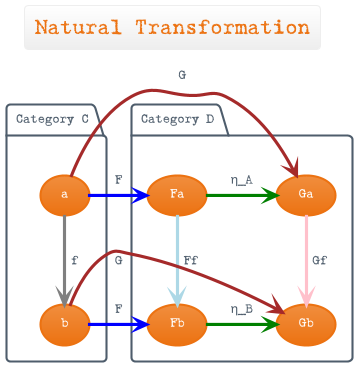 Natural Transformation
G
Category C
Category D
a
F
Fa
η_A
Ga
f
G
Ff
Gf
b
F
Fb
η_B
Gb